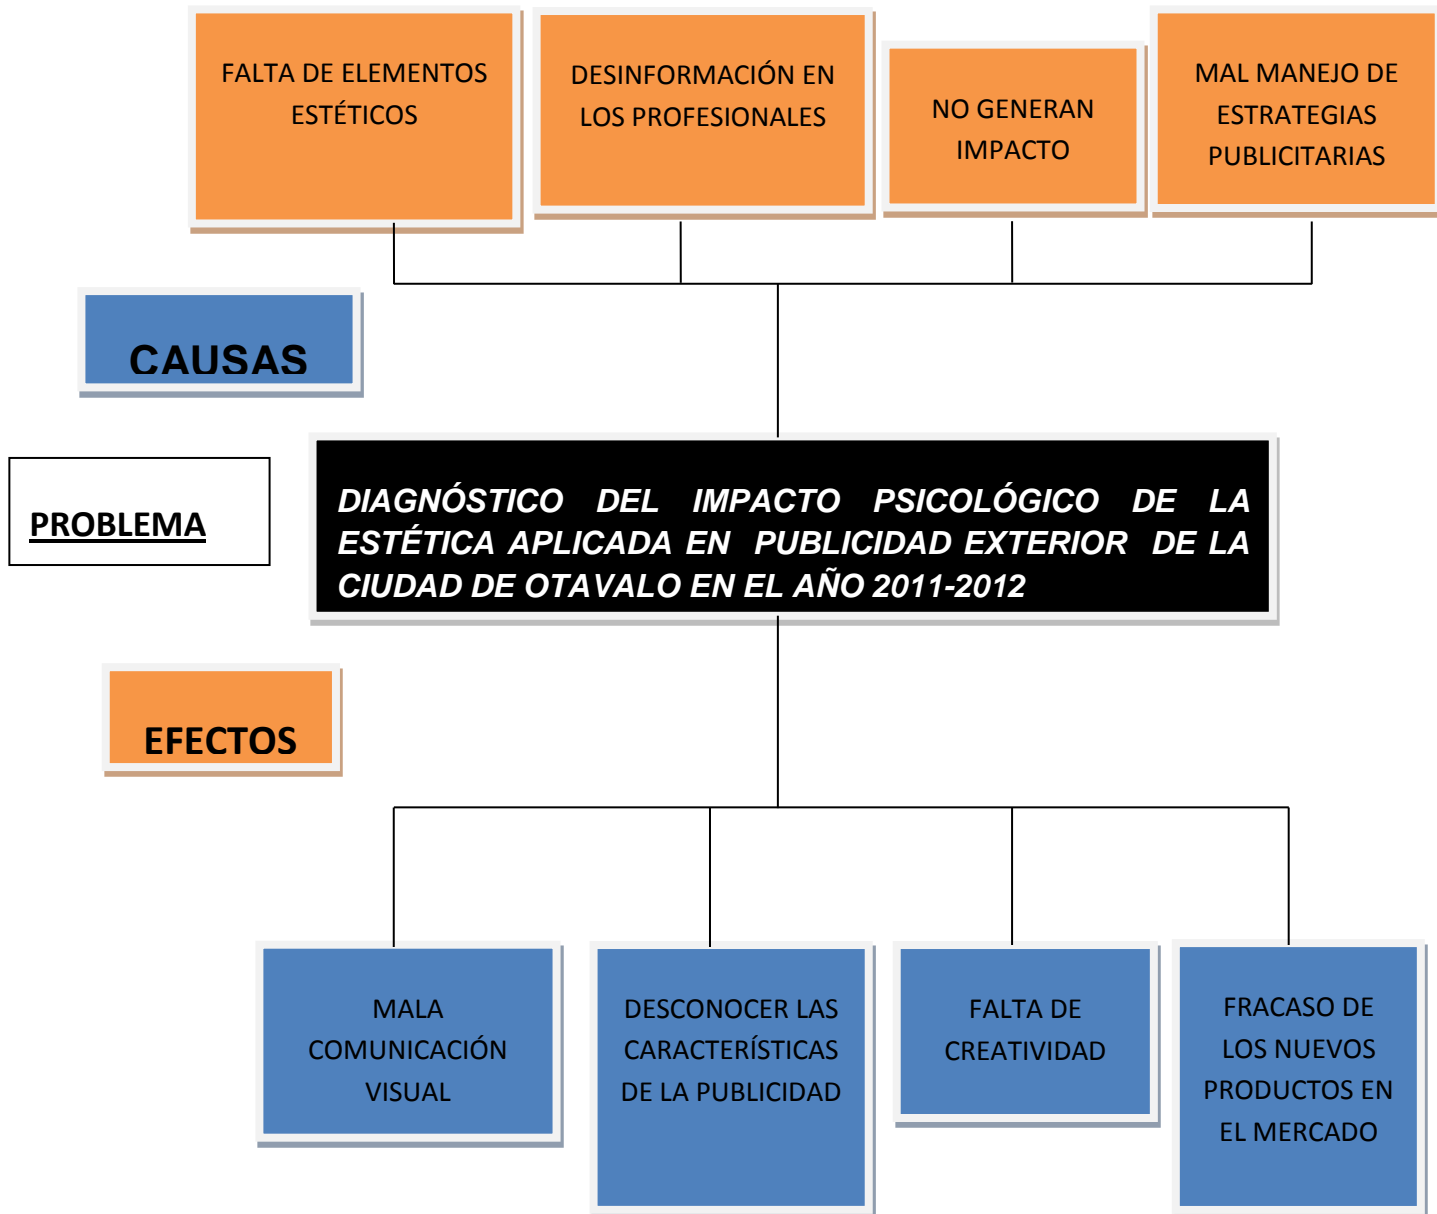 FALTA DE ELEMENTOS
ESTÉTICOS
DESINFORMACIÓN EN
LOS PROFESIONALES
NO GENERAN
IMPACTO
MAL MANEJO DE
ESTRATEGIAS
PUBLICITARIAS
CAUSAS
PROBLEMA
DIAGNÓSTICO DEL IMPACTO PSICOLÓGICO DE LA
ESTÉTICA APLICADA EN PUBLICIDAD EXTERIOR DE LA
CIUDAD DE OTAVALO EN EL AÑO 2011-2012
EFECTOS
MALA
COMUNICACIÓN
VISUAL
DESCONOCER LAS
CARACTERÍSTICAS
DE LA PUBLICIDAD
FALTA DE
CREATIVIDAD
FRACASO DE
LOS NUEVOS
PRODUCTOS EN
EL MERCADO